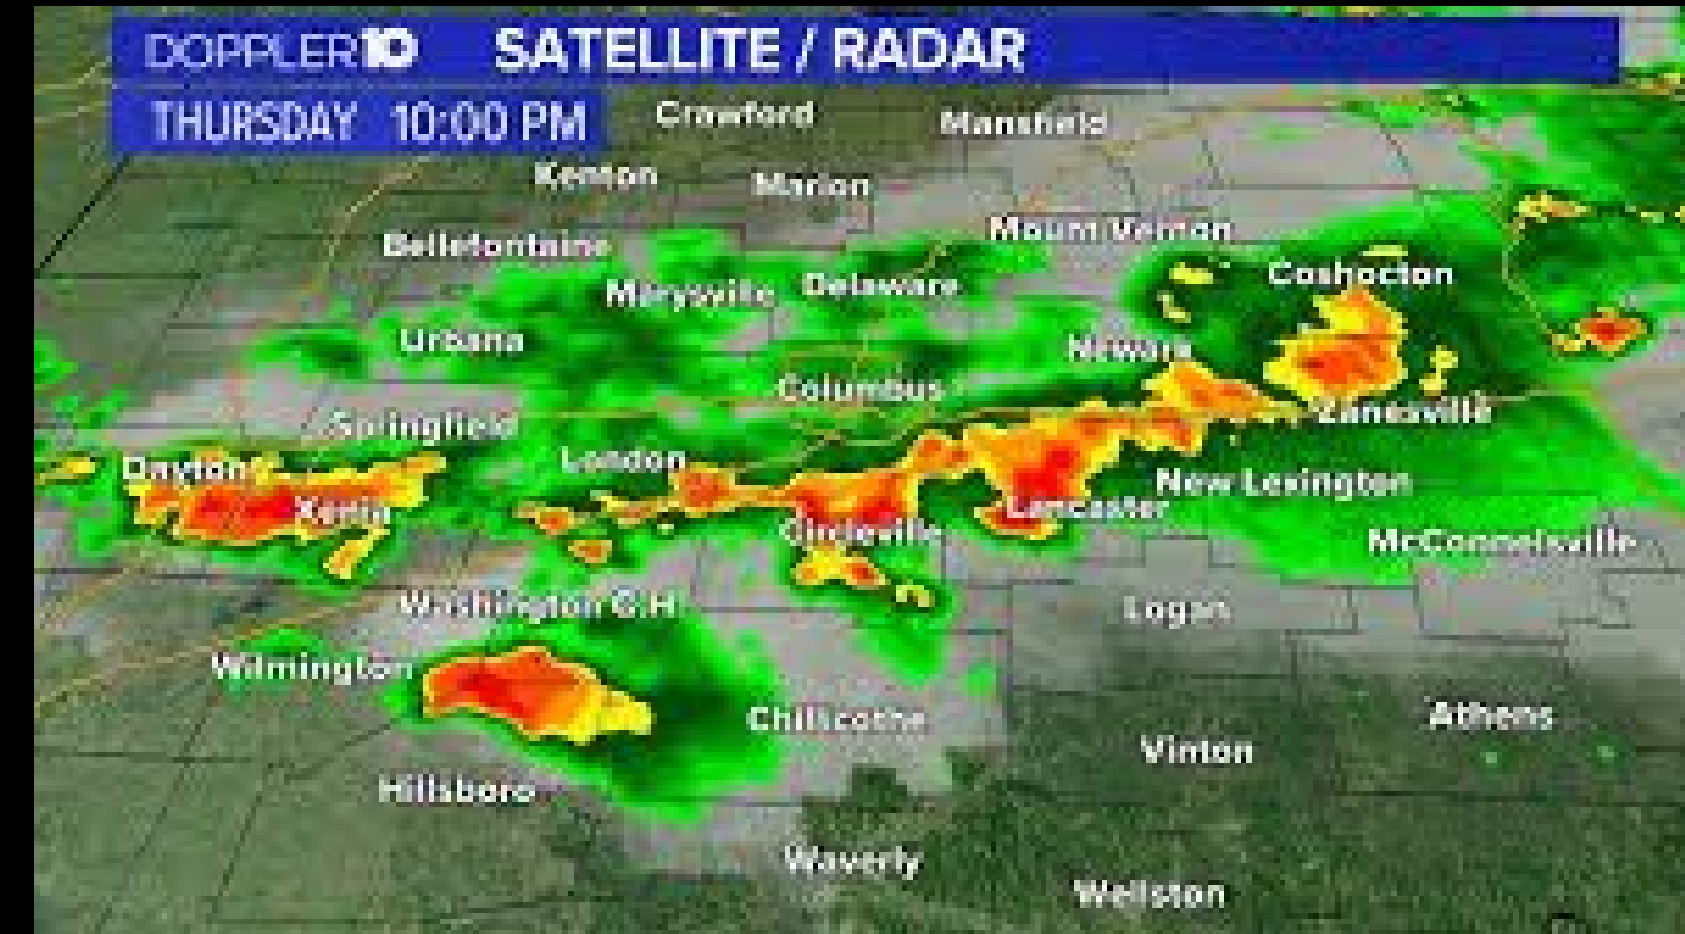 DOPPLER10 SATELLITE / RADAR
THURSDAY 10:00 PM
Crawford
Mansfield
Kenton
Marion
Mount Vernon
Bellefontaine
Coshocton
Marysville
Delaware
Urbana
Newark
Columbus
Zanesville
Springfield
London
Dayton
New Lexington
Xenia
Lancaster
Circleville
McConnelsville
Washington C.H.
Logan
Wilmington
Chillicothe
Athens
Vinton
Hillsboro
Waverly
Wellston